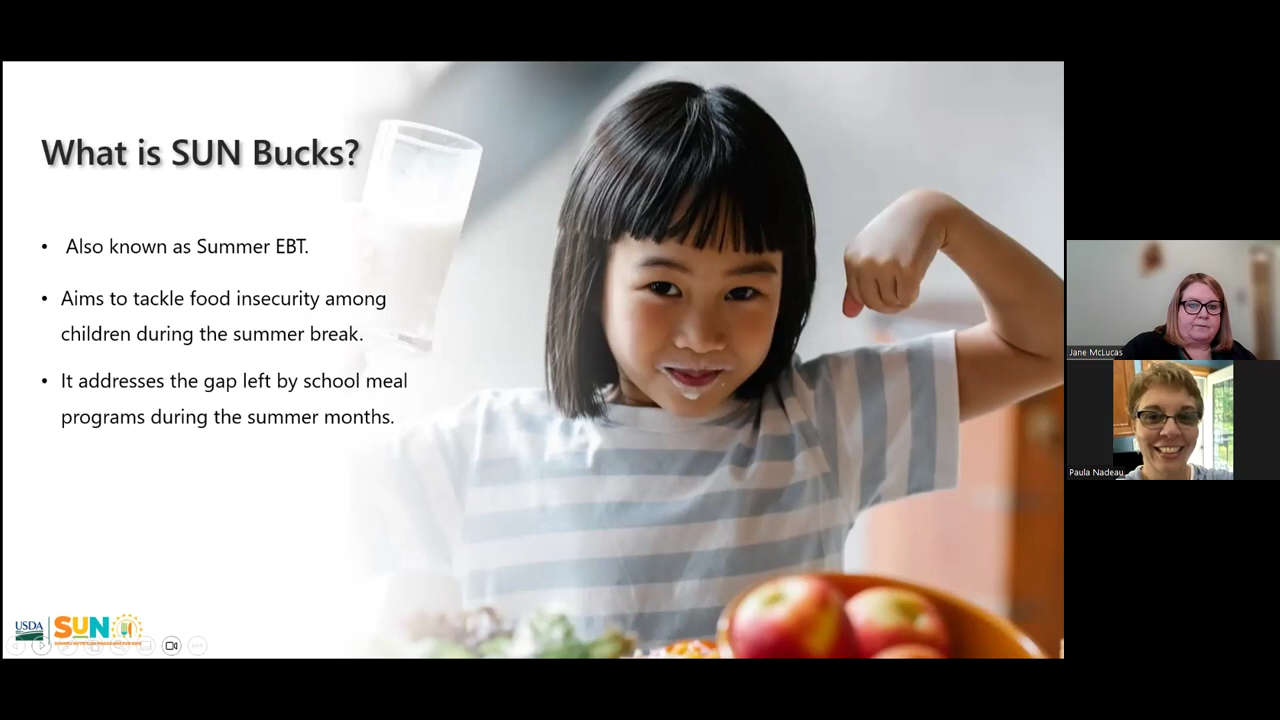 What is SUN Bucks?
• Also known as Summer EBT.
• Aims to tackle food insecurity among
children during the summer break.
• It addresses the gap left by school meal
programs during the summer months.
USDA
SUN
Jane McLucas
Paula Nadeau